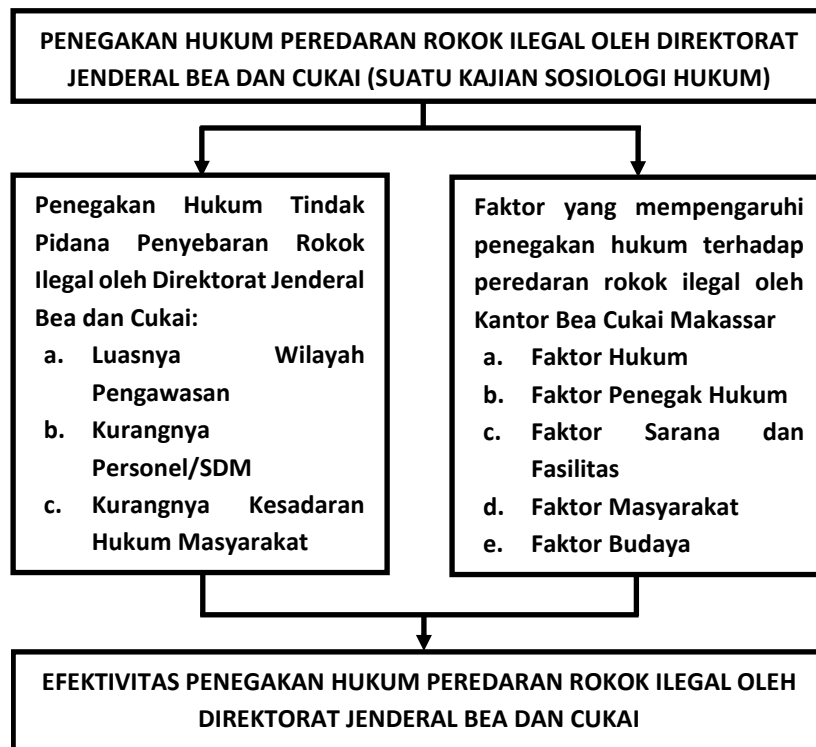 PENEGAKAN HUKUM PEREDARAN ROKOK ILEGAL OLEH DIREKTORAT
JENDERAL BEA DAN CUKAI (SUATU KAJIAN SOSIOLOGI HUKUM)
Penegakan Hukum Tindak
Pidana Penyebaran Rokok
Ilegal oleh Direktorat Jenderal
Bea dan Cukai:
a. Luasnya Wilayah
Pengawasan
b. Kurangnya
Personel/SDM
c. Kurangnya Kesadaran
Hukum Masyarakat
Faktor yang mempengaruhi
penegakan hukum terhadap
peredaran rokok ilegal oleh
Kantor Bea Cukai Makassar
a. Faktor Hukum
b. Faktor Penegak Hukum
c. Faktor Sarana dan
Fasilitas
d. Faktor Masyarakat
e. Faktor Budaya
EFEKTIVITAS PENEGAKAN HUKUM PEREDARAN ROKOK ILEGAL OLEH
DIREKTORAT JENDERAL BEA DAN CUKAI